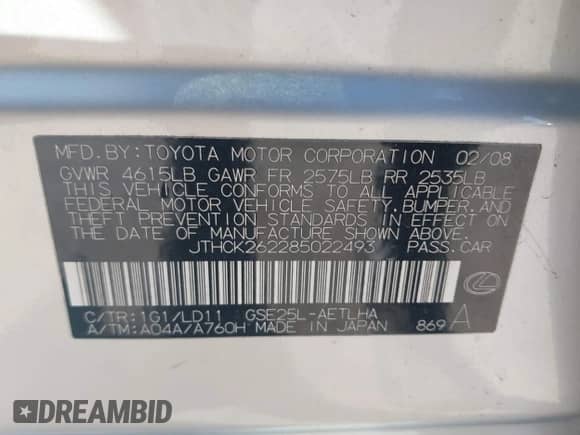 MFD.BY:TOYOTA MOTOR CORPORATION 02/08
GVWR 4615LB GAWR FR 2575LB RR 2535LB
THIS VEHICLE CONFORMS TO ALL APPLICABLE
FEDERAL MOTOR VEHICLE SAFETY,BUMPER,AND
THEFT PREVENTION STANDARDS IN EFFECT ON
THE DATE OF MANUFACTURE SHOWN ABOVE.
JTHCK262285022493 PASS.CAR
C/TR:1G1/LD11 GSE25L-AETLHA
A/TM:A04A/A760H MADE IN JAPAN 869 A
DREAMBID